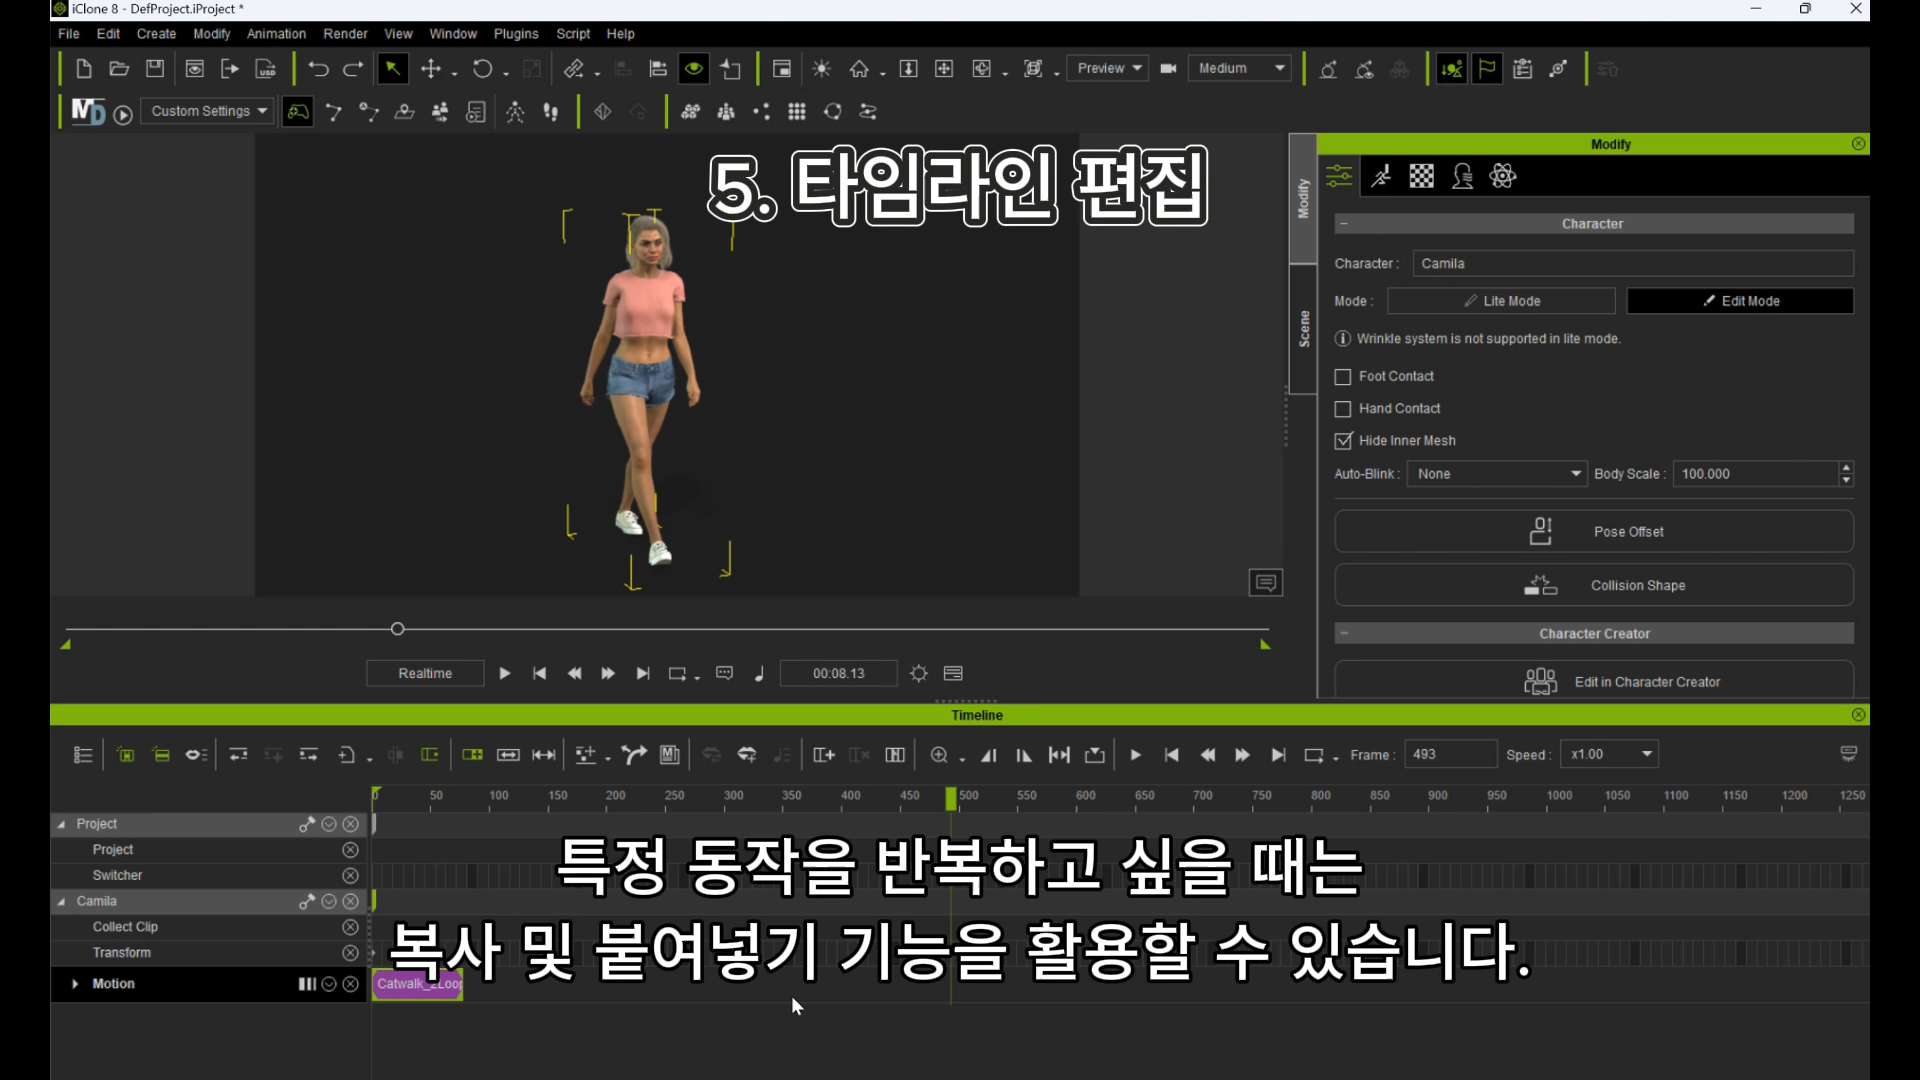 iClone 8 - DefProject.iProject *
File Edit Create Modify Animation Render View Window Plugins Script Help
USD
Preview Medium
MD Custom Settings
Modify
5. 타임라인 편집
Modify
Scene
Character
Character : Camila
Mode : Lite Mode Edit Mode
Wrinkle system is not supported in lite mode.
Foot Contact
Hand Contact
Hide Inner Mesh
Auto-Blink : None Body Scale : 100.000
Pose Offset
Collision Shape
Character Creator
Edit in Character Creator
Realtime 00:08.13
Timeline
Frame : 493 Speed : x1.00
0 50 100 150 200 250 300 350 400 450 500 550 600 650 700 750 800 850 900 950 1000 1050 1100 1150 1200 1250
Project
Project
Switcher
Camila
Collect Clip
Transform
Motion
Catwalk_2Loop
특정 동작을 반복하고 싶을 때는
복사 및 붙여넣기 기능을 활용할 수 있습니다.